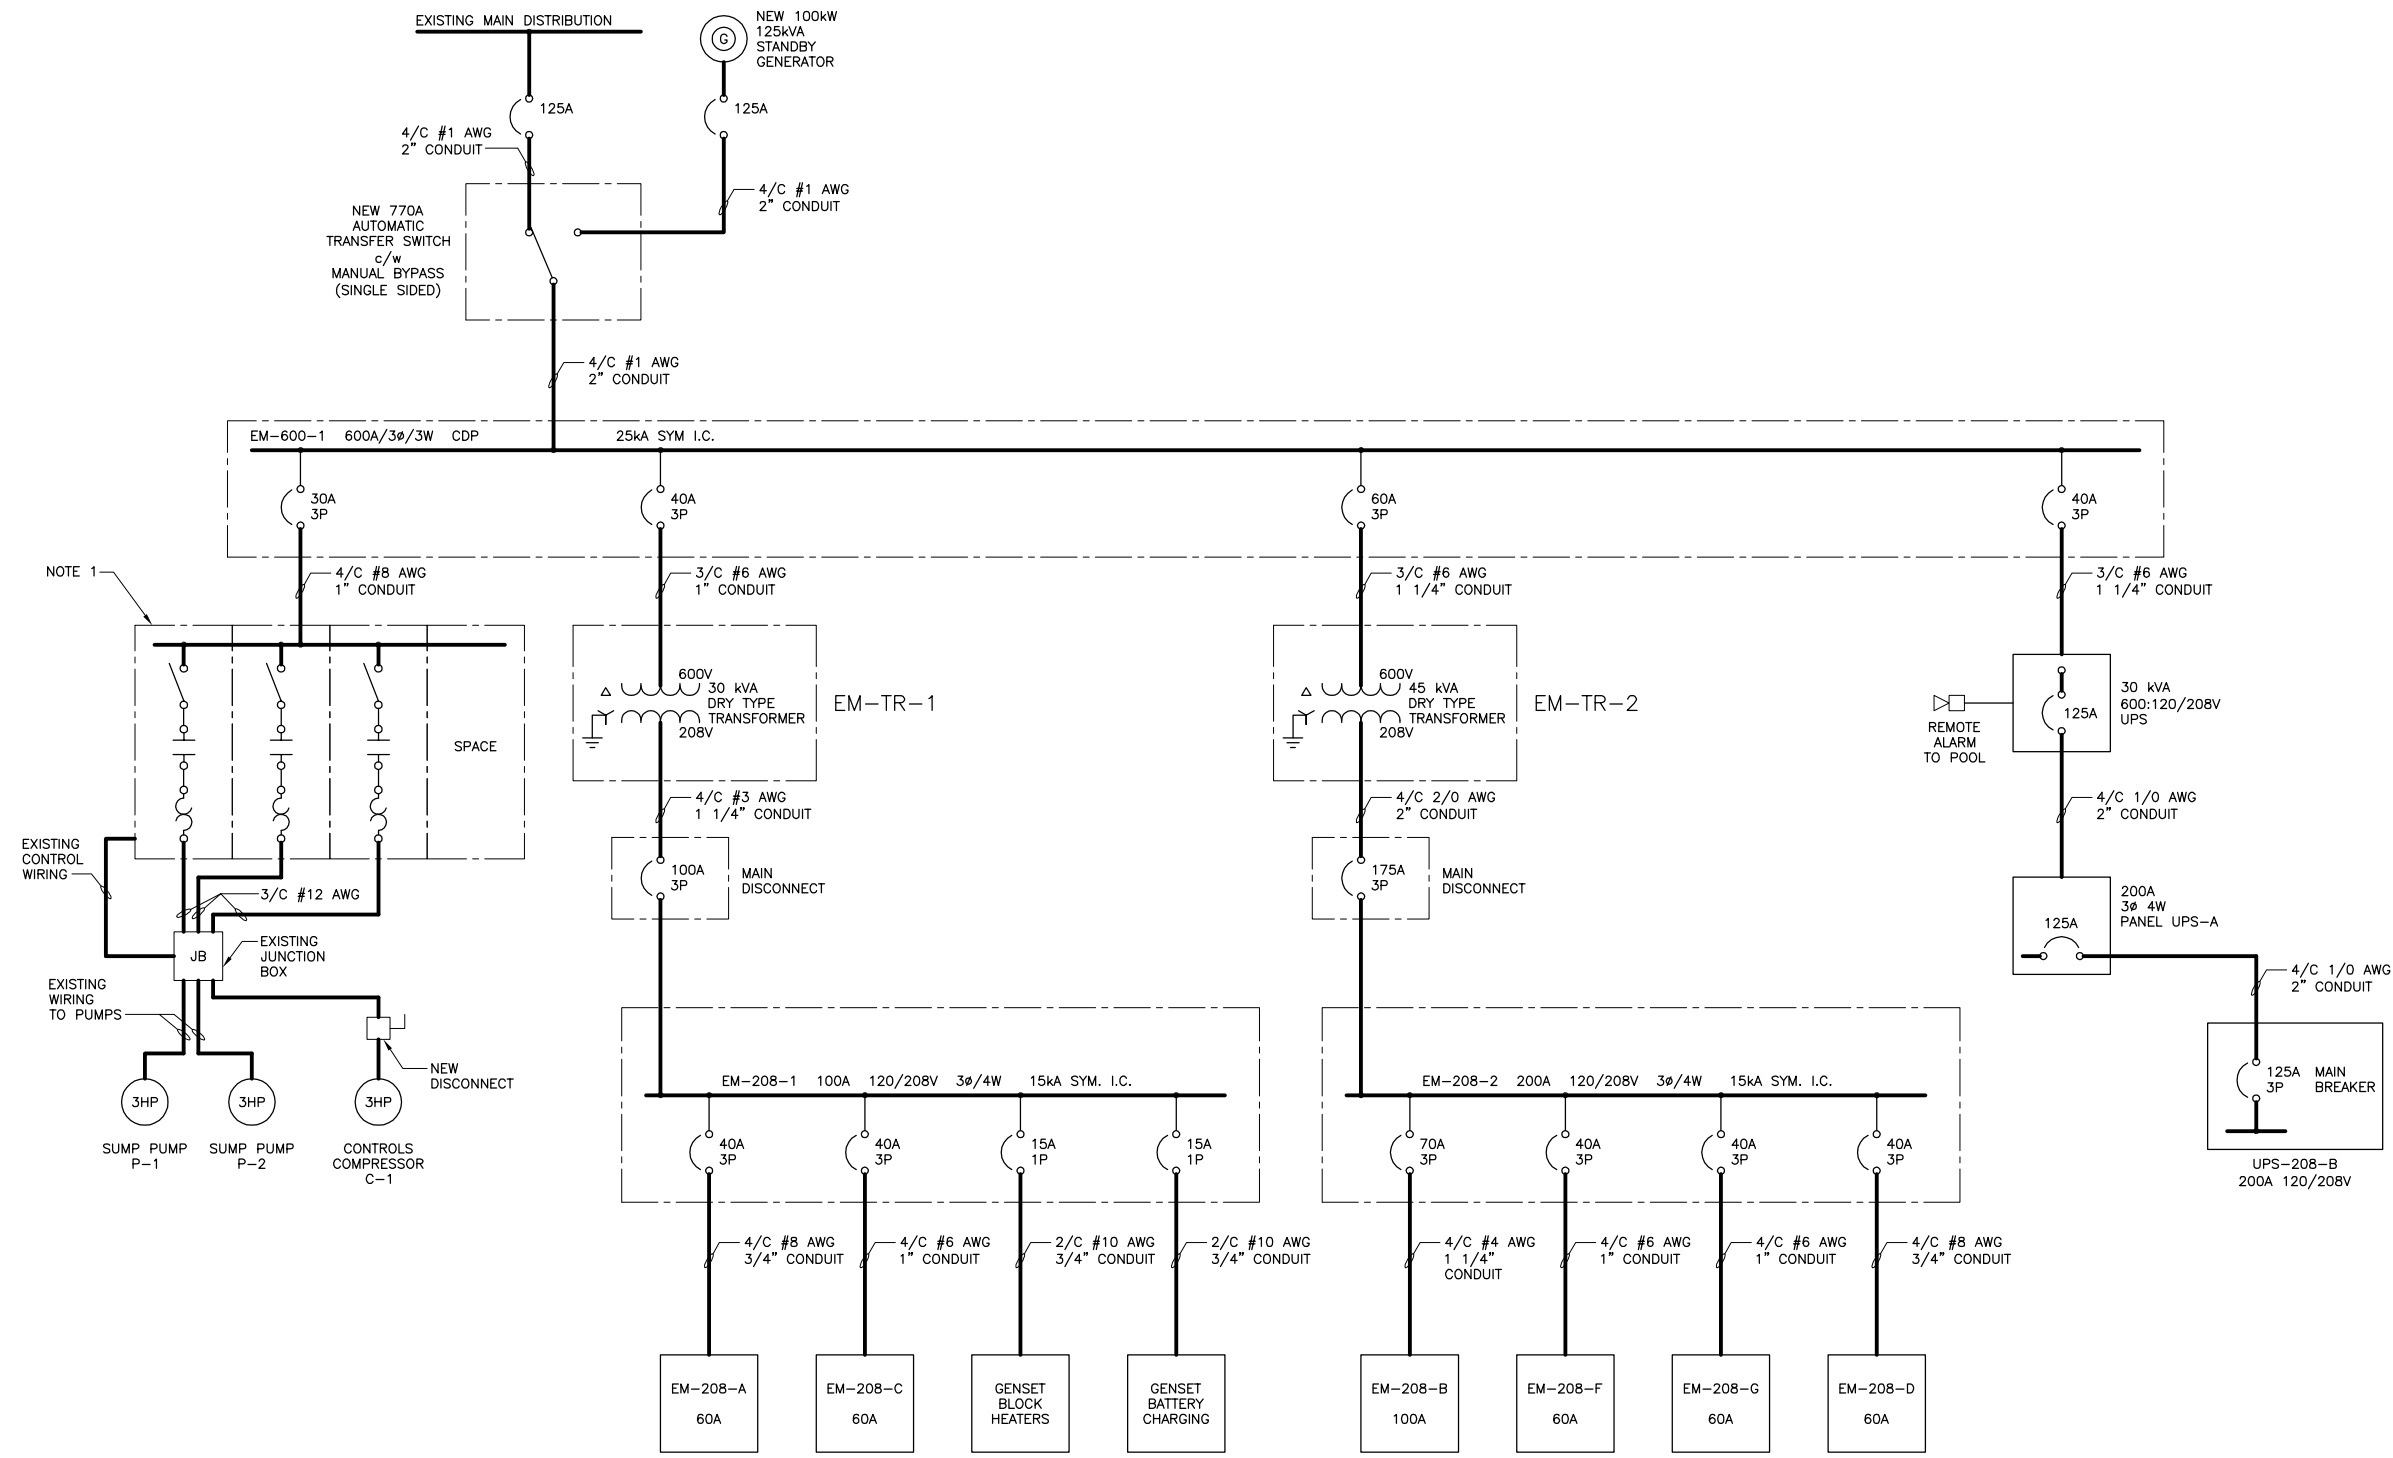 EXISTING MAIN DISTRIBUTION
NEW 100kW
125kVA
STANDBY
GENERATOR
G
125A
125A
4/C #1 AWG
2" CONDUIT
4/C #1 AWG
2" CONDUIT
NEW 770A
AUTOMATIC
TRANSFER SWITCH
c/w
MANUAL BYPASS
(SINGLE SIDED)
4/C #1 AWG
2" CONDUIT
EM-600-1 600A/3ø/3W CDP 25kA SYM I.C.
30A
3P
40A
3P
60A
3P
40A
3P
NOTE 1
4/C #8 AWG
1" CONDUIT
3/C #6 AWG
1" CONDUIT
3/C #6 AWG
1 1/4" CONDUIT
3/C #6 AWG
1 1/4" CONDUIT
SPACE
600V
30 kVA
DRY TYPE
TRANSFORMER
208V
EM-TR-1
600V
45 kVA
DRY TYPE
TRANSFORMER
208V
EM-TR-2
REMOTE
ALARM
TO POOL
125A
30 kVA
600:120/208V
UPS
4/C #3 AWG
1 1/4" CONDUIT
4/C 2/0 AWG
2" CONDUIT
4/C 1/0 AWG
2" CONDUIT
EXISTING
CONTROL
WIRING
3/C #12 AWG
100A
3P
MAIN
DISCONNECT
175A
3P
MAIN
DISCONNECT
125A
200A
3ø 4W
PANEL UPS-A
JB
EXISTING
JUNCTION
BOX
4/C 1/0 AWG
2" CONDUIT
EXISTING
WIRING
TO PUMPS
NEW
DISCONNECT
3HP
3HP
3HP
SUMP PUMP
P-1
SUMP PUMP
P-2
CONTROLS
COMPRESSOR
C-1
EM-208-1 100A 120/208V 3ø/4W 15kA SYM. I.C.
EM-208-2 200A 120/208V 3ø/4W 15kA SYM. I.C.
125A
3P
MAIN
BREAKER
UPS-208-B
200A 120/208V
40A
3P
40A
3P
15A
1P
15A
1P
70A
3P
40A
3P
40A
3P
40A
3P
4/C #8 AWG
3/4" CONDUIT
4/C #6 AWG
1" CONDUIT
2/C #10 AWG
3/4" CONDUIT
2/C #10 AWG
3/4" CONDUIT
4/C #4 AWG
1 1/4"
CONDUIT
4/C #6 AWG
1" CONDUIT
4/C #6 AWG
1" CONDUIT
4/C #8 AWG
3/4" CONDUIT
EM-208-A
60A
EM-208-C
60A
GENSET
BLOCK
HEATERS
GENSET
BATTERY
CHARGING
EM-208-B
100A
EM-208-F
60A
EM-208-G
60A
EM-208-D
60A